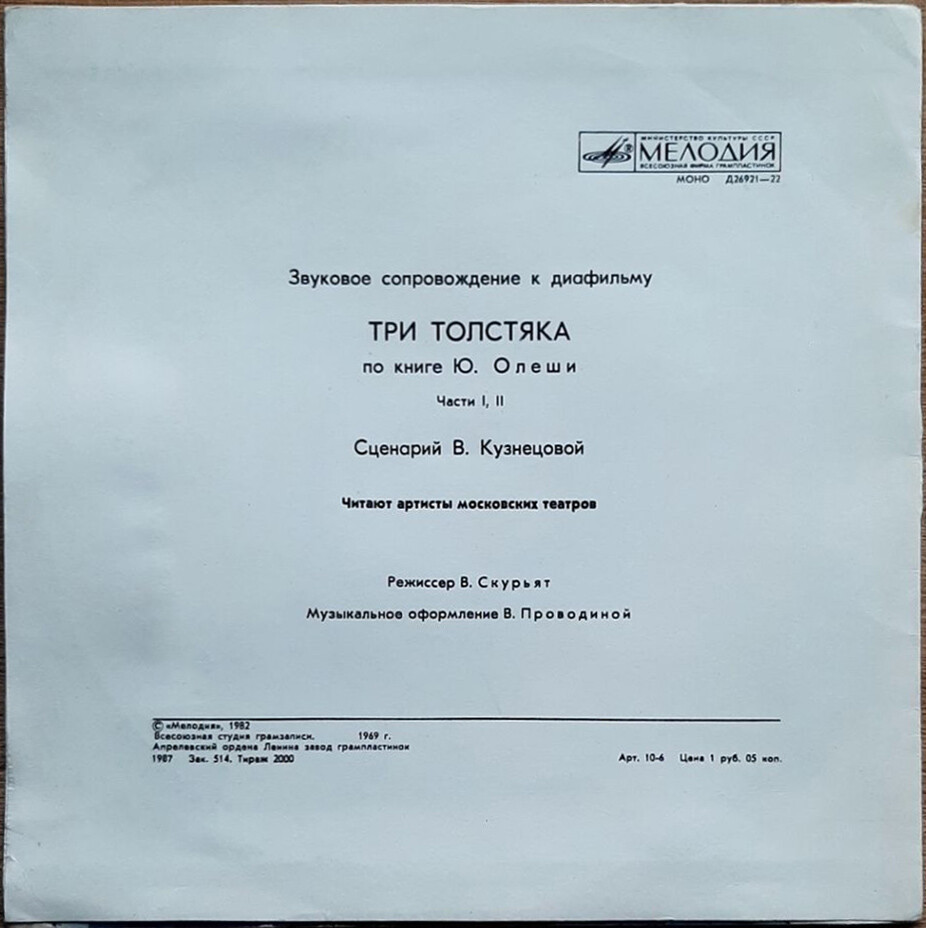 МИНИСТЕРСТВО КУЛЬТУРЫ СССР
МЕЛОДИЯ
ВСЕСОЮЗНАЯ ФИРМА ГРАМПЛАСТИНОК
МОНО Д26921—22
Звуковое сопровождение к диафильму
ТРИ ТОЛСТЯКА
по книге Ю. Олеши
Части I, II
Сценарий В. Кузнецовой
Читают артисты московских театров
Режиссер В. Скурьят
Музыкальное оформление В. Проводиной
© «Мелодия», 1982
Всесоюзная студия грамзаписи. 1969 г.
Апрелевский ордена Ленина завод грампластинок
1987 Зак. 514. Тираж 2000
Арт. 10-6 Цена 1 руб. 05 коп.